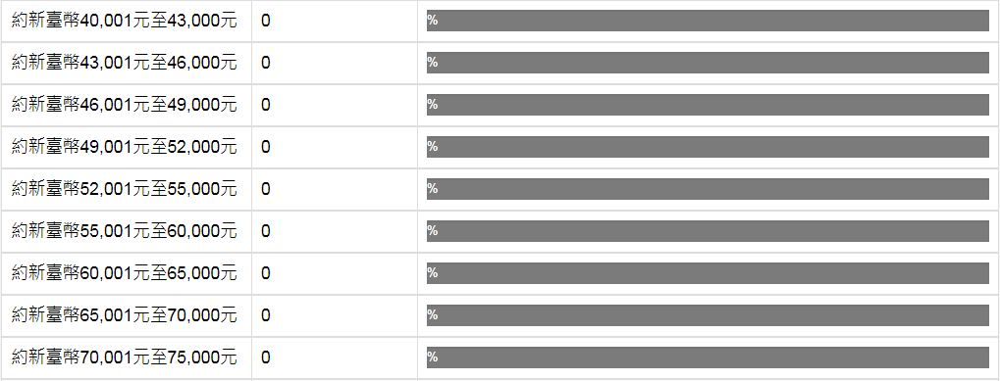 約新臺幣40,001元至43,000元 0 %
約新臺幣43,001元至46,000元 0 %
約新臺幣46,001元至49,000元 0 %
約新臺幣49,001元至52,000元 0 %
約新臺幣52,001元至55,000元 0 %
約新臺幣55,001元至60,000元 0 %
約新臺幣60,001元至65,000元 0 %
約新臺幣65,001元至70,000元 0 %
約新臺幣70,001元至75,000元 0 %